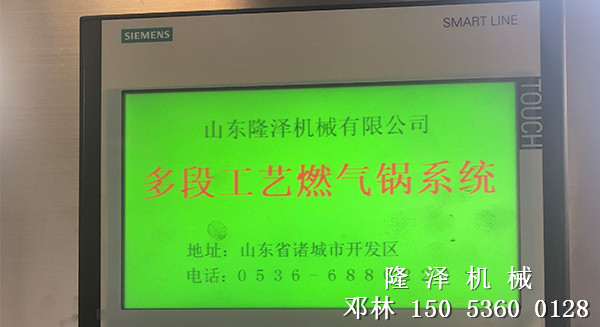 SIEMENS
SMART LINE
TOUCH
山东隆泽机械有限公司
多段工艺燃气锅系统
地址：山东省诸城市开发区
电话：0536-688
隆泽机械
邓林 150 5360 0128